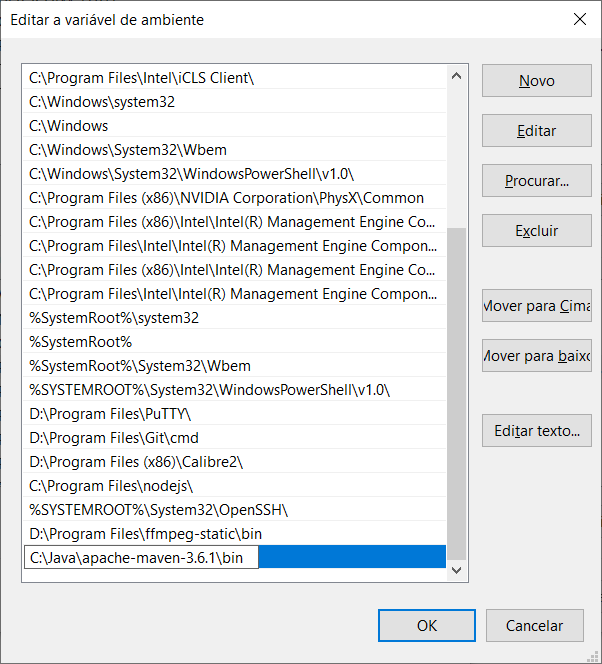 Editar a variável de ambiente
C:\Program Files\Intel\iCLS Client\
C:\Windows\system32
C:\Windows
C:\Windows\System32\Wbem
C:\Windows\System32\WindowsPowerShell\v1.0\
C:\Program Files (x86)\NVIDIA Corporation\PhysX\Common
C:\Program Files (x86)\Intel\Intel(R) Management Engine Co...
C:\Program Files\Intel\Intel(R) Management Engine Compon...
C:\Program Files (x86)\Intel\Intel(R) Management Engine Co...
C:\Program Files\Intel\Intel(R) Management Engine Compon...
%SystemRoot%\system32
%SystemRoot%
%SystemRoot%\System32\Wbem
%SYSTEMROOT%\System32\WindowsPowerShell\v1.0\
D:\Program Files\PuTTY\
D:\Program Files\Git\cmd
D:\Program Files (x86)\Calibre2\
C:\Program Files\nodejs\
%SYSTEMROOT%\System32\OpenSSH\
D:\Program Files\ffmpeg-static\bin
C:\Java\apache-maven-3.6.1\bin
Novo
Editar
Procurar...
Excluir
Mover para Cima
Mover para baixo
Editar texto...
OK
Cancelar